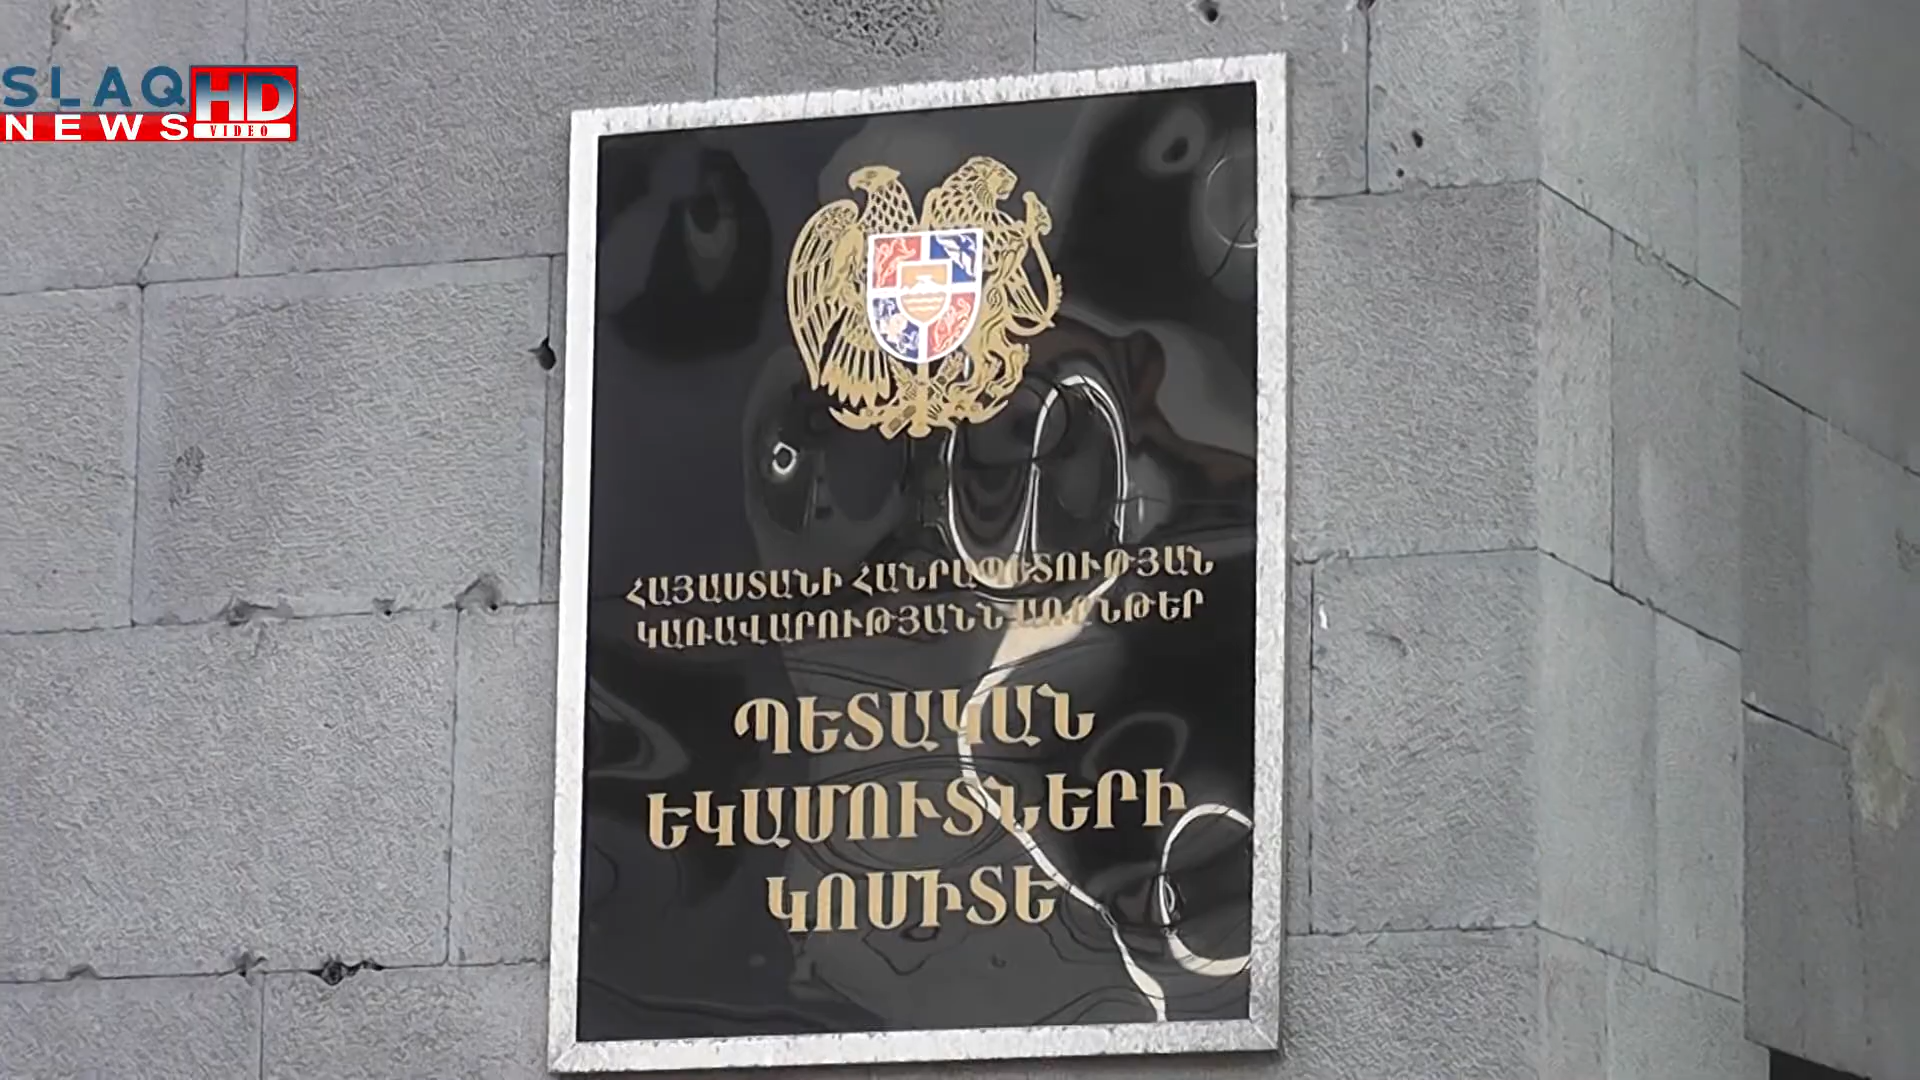 SLAQ
NEWS
HD
VIDEO
ՀԱՅԱՍՏԱՆԻ ՀԱՆՐԱՊԵՏՈՒԹՅԱՆ
ԿԱՌԱՎԱՐՈՒԹՅԱՆՆ ԱՌԸՆԹԵՐ
ՊԵՏԱԿԱՆ
ԵԿԱՄՈՒՏՆԵՐԻ
ԿՈՄԻՏԵ